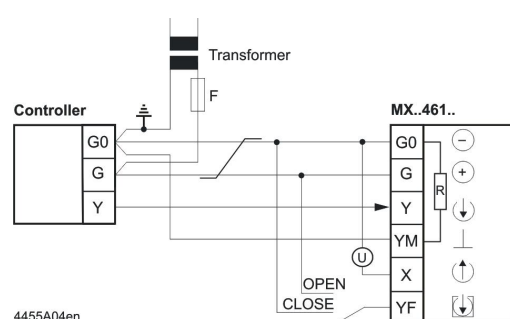 Transformer
F
Controller
MX..461..
G0
G0
G
G
R
Y
Y
YM
U
X
OPEN
CLOSE
YF
4455A04en